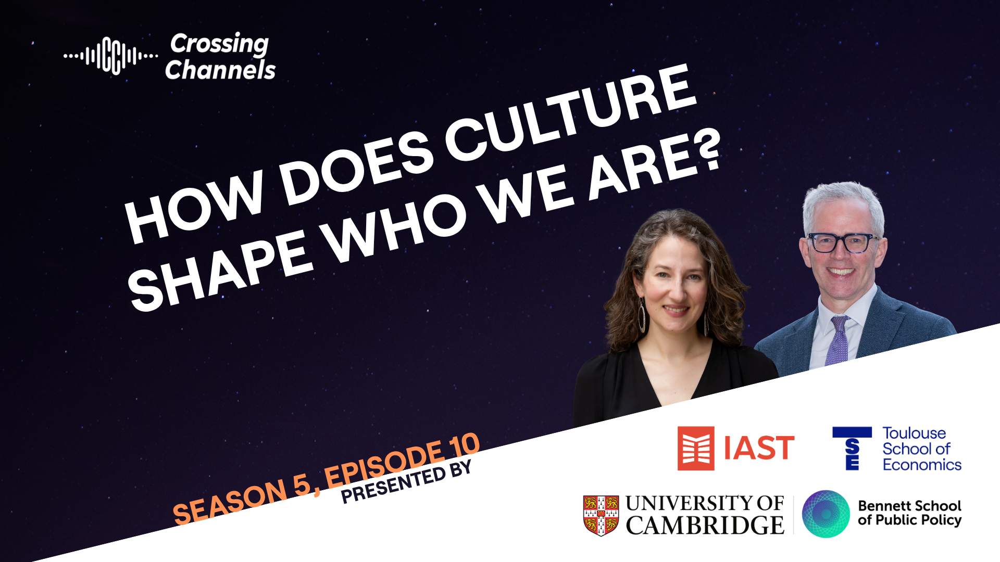 Crossing
Channels
HOW DOES CULTURE
SHAPE WHO WE ARE?
SEASON 5, EPISODE 10
PRESENTED BY
IAST
TSE
Toulouse
School of
Economics
UNIVERSITY OF
CAMBRIDGE
Bennett School
of Public Policy